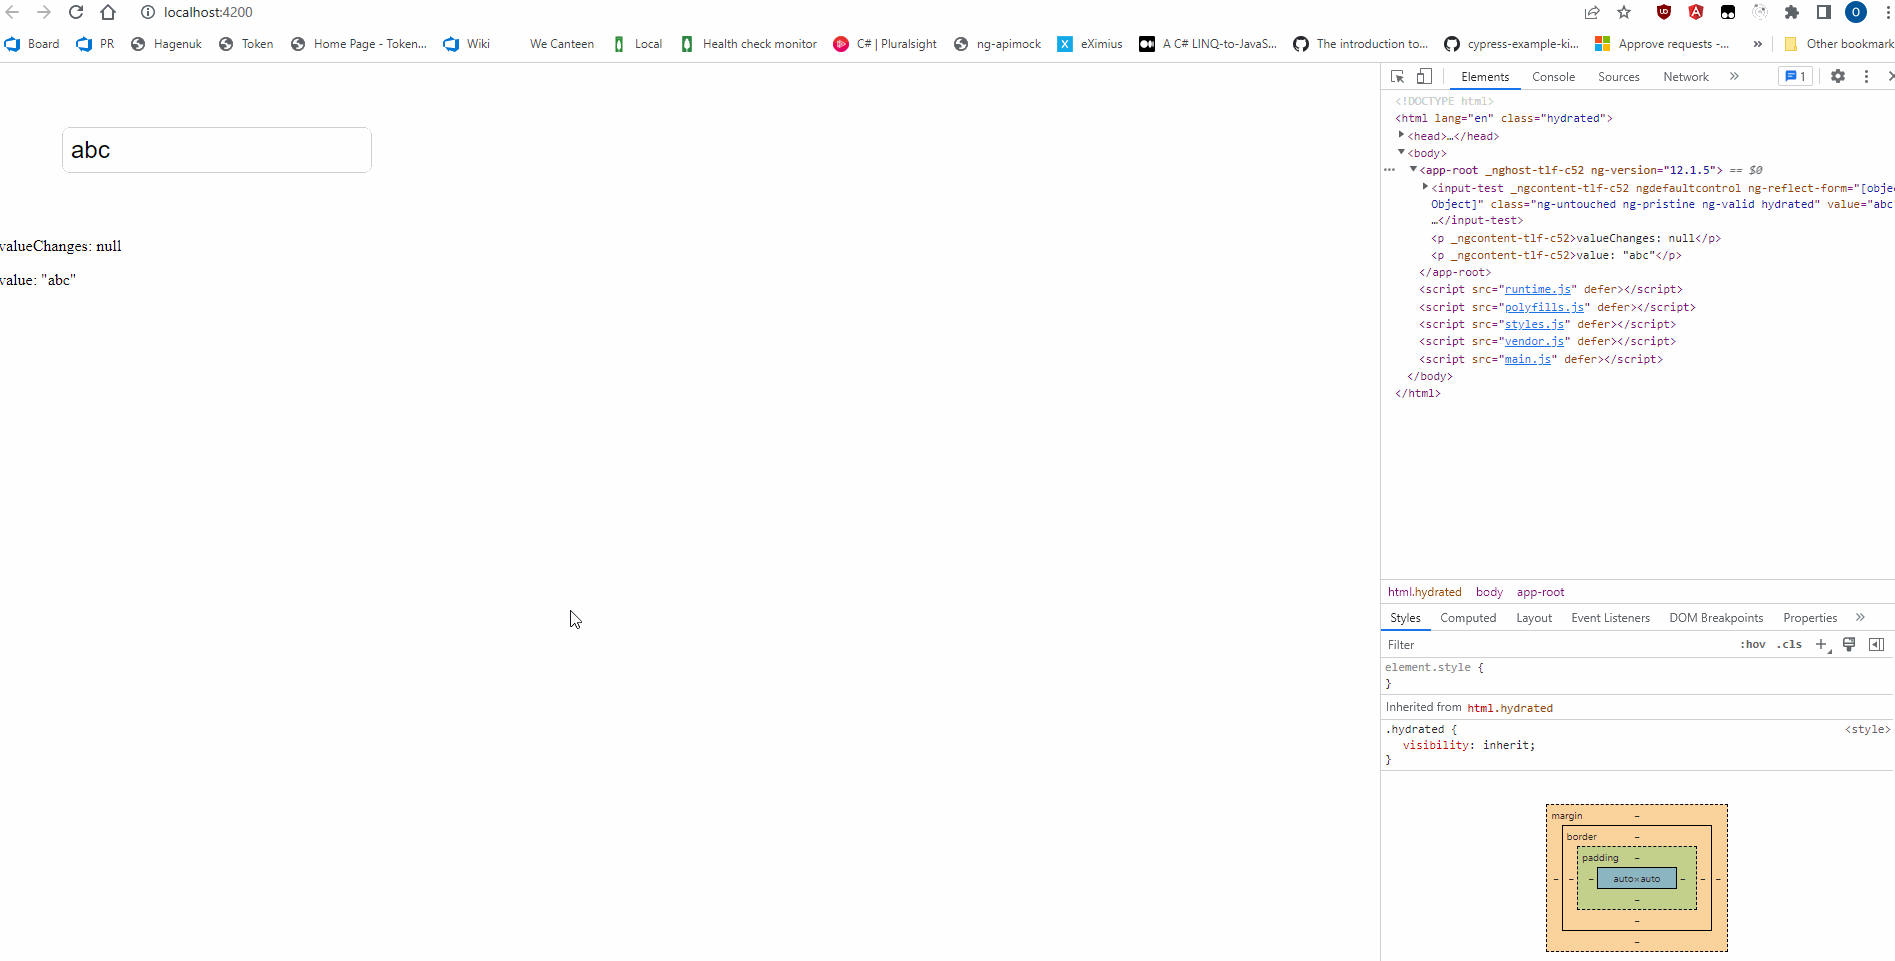 localhost:4200
UD
A
O
Board PR Hagenuk Token Home Page - Token... Wiki We Canteen Local Health check monitor C# | Pluralsight ng-apimock X eXimius A C# LINQ-to-JavaS... The introduction to... cypress-example-ki... Approve requests -... » Other bookmark
Elements Console Sources Network » 1
abc
valueChanges: null
value: "abc"
<!DOCTYPE html>
<html lang="en" class="hydrated">
<head>…</head>
<body>
… <app-root _nghost-tlf-c52 ng-version="12.1.5"> == $0
<input-test _ngcontent-tlf-c52 ngdefaultcontrol ng-reflect-form="[obje
Object]" class="ng-untouched ng-pristine ng-valid hydrated" value="abc"
…</input-test>
<p _ngcontent-tlf-c52>valueChanges: null</p>
<p _ngcontent-tlf-c52>value: "abc"</p>
</app-root>
<script src="runtime.js" defer></script>
<script src="polyfills.js" defer></script>
<script src="styles.js" defer></script>
<script src="vendor.js" defer></script>
<script src="main.js" defer></script>
</body>
</html>
html.hydrated body app-root
Styles Computed Layout Event Listeners DOM Breakpoints Properties »
Filter :hov .cls +
element.style {
}
Inherited from html.hydrated
.hydrated { <style>
visibility: inherit;
}
margin –
border –
padding –
– – – auto×auto – – –
–
–
–